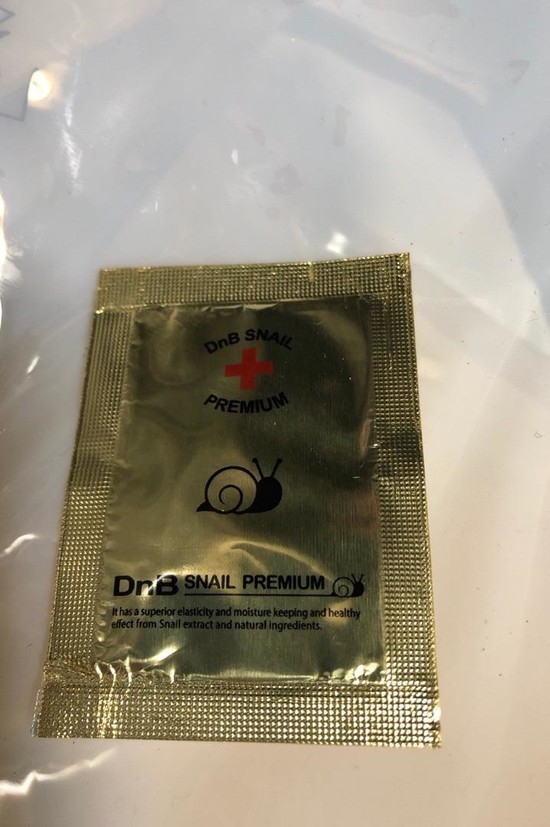 DnB SNAIL
PREMIUM
DnB SNAIL PREMIUM
It has a superior elasticity and moisture keeping and healthy
effect from Snail extract and natural ingredients.